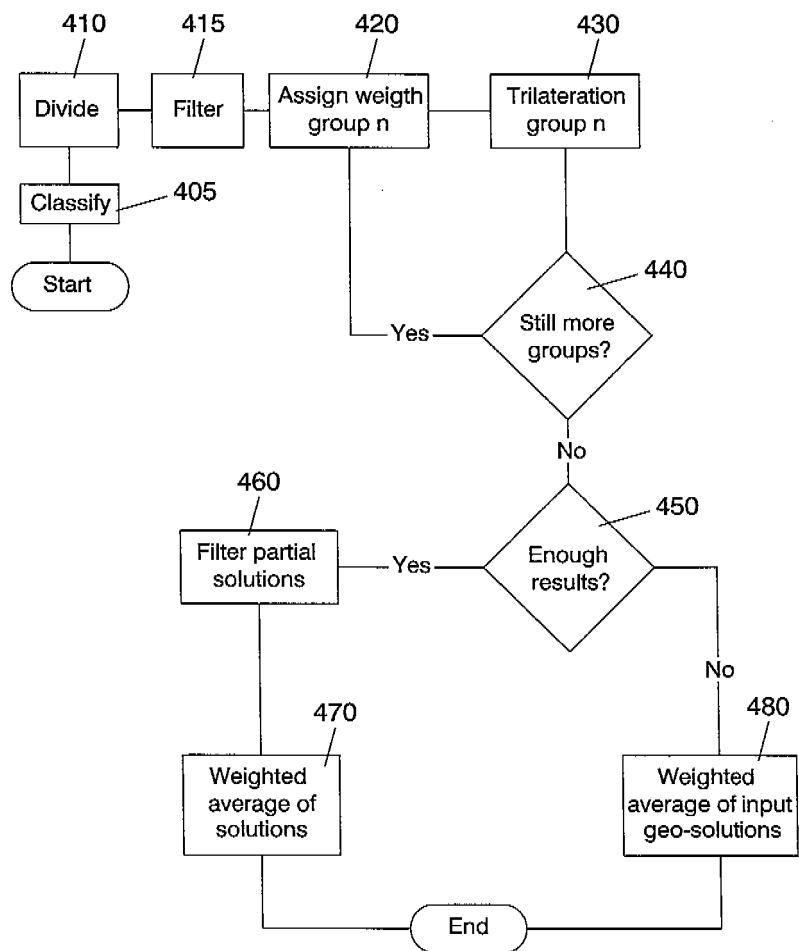 410
415
420
430
Divide
Filter
Assign weigth
group n
Trilateration
group n
Classify
405
Start
440
Still more
groups?
Yes
No
460
450
Filter partial
solutions
Yes
Enough
results?
No
470
480
Weighted
average of
solutions
Weighted
average of input
geo-solutions
End